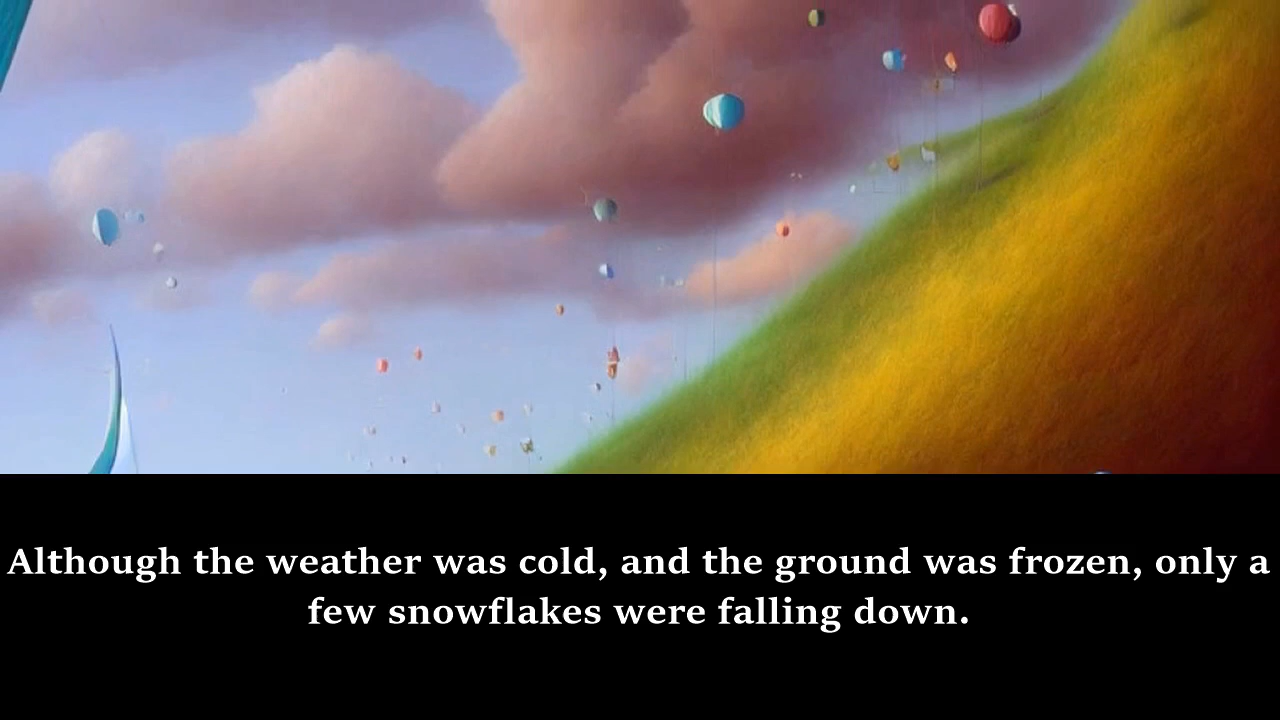 Although the weather was cold, and the ground was frozen, only a
few snowflakes were falling down.